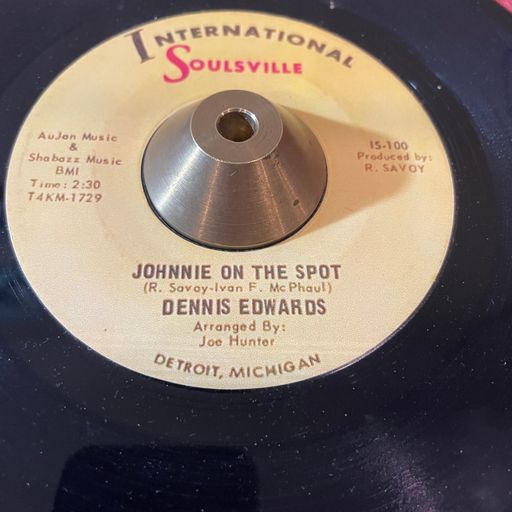 INTERNATIONAL
SOULSVILLE
AuJon Music
&
Shabazz Music
BMI
Time: 2:30
T4KM-1729
IS-100
Produced by:
R. SAVOY
JOHNNIE ON THE SPOT
(R. Savoy-Ivan F. McPhaul)
DENNIS EDWARDS
Arranged By:
Joe Hunter
DETROIT, MICHIGAN